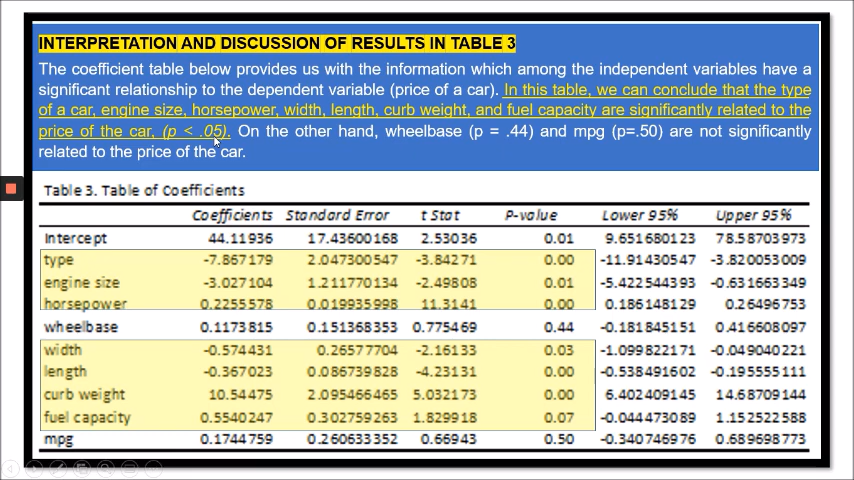 INTERPRETATION AND DISCUSSION OF RESULTS IN TABLE 3
The coefficient table below provides us with the information which among the independent variables have a
significant relationship to the dependent variable (price of a car). In this table, we can conclude that the type
of a car, engine size, horsepower, width, length, curb weight, and fuel capacity are significantly related to the
price of the car, (p < .05). On the other hand, wheelbase (p = .44) and mpg (p=.50) are not significantly
related to the price of the car.
Table 3. Table of Coefficients
Coefficients Standard Error t Stat P-value Lower 95% Upper 95%
Intercept 44.11936 17.43600168 2.53036 0.01 9.651680123 78.58703973
type -7.867179 2.047300547 -3.84271 0.00 -11.91430547 -3.820053009
engine size -3.027104 1.211770134 -2.49808 0.01 -5.422544393 -0.631663349
horsepower 0.2255578 0.019935998 11.3141 0.00 0.186148129 0.26496753
wheelbase 0.1173815 0.151368353 0.775469 0.44 -0.181845151 0.416608097
width -0.574431 0.26577704 -2.16133 0.03 -1.099822171 -0.049040221
length -0.367023 0.086739828 -4.23131 0.00 -0.538491602 -0.195555111
curb weight 10.54475 2.095466465 5.032173 0.00 6.402409145 14.68709144
fuel capacity 0.5540247 0.302759263 1.829918 0.07 -0.044473089 1.152522588
mpg 0.1744759 0.260633352 0.66943 0.50 -0.340746976 0.689698773